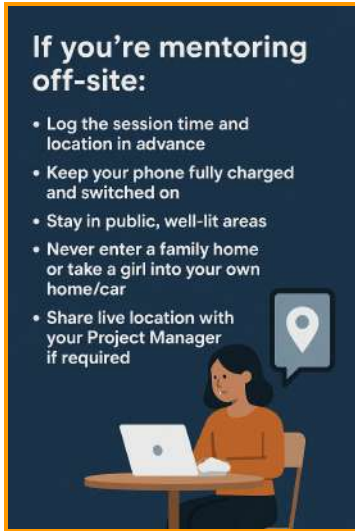 If you're mentoring
off-site:
• Log the session time and
location in advance
• Keep your phone fully charged
and switched on
• Stay in public, well-lit areas
• Never enter a family home
or take a girl into your own
home/car
• Share live location with
your Project Manager
if required